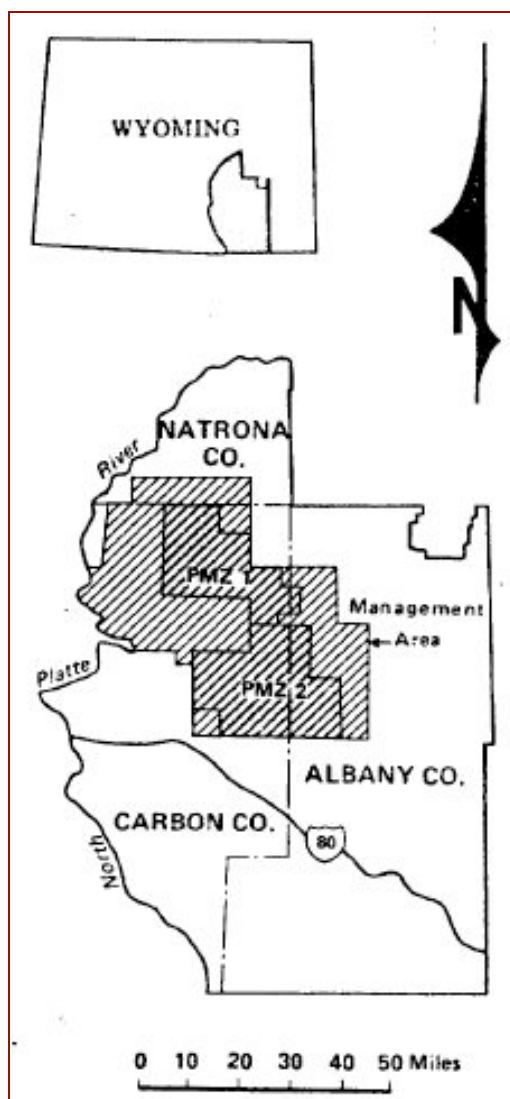 WYOMING
N
NATRONA
CO.
River
PMZ 1
Management
Area
Platte
PMZ 2
ALBANY CO.
CARBON CO.
80
North
0 10 20 30 40 50 Miles